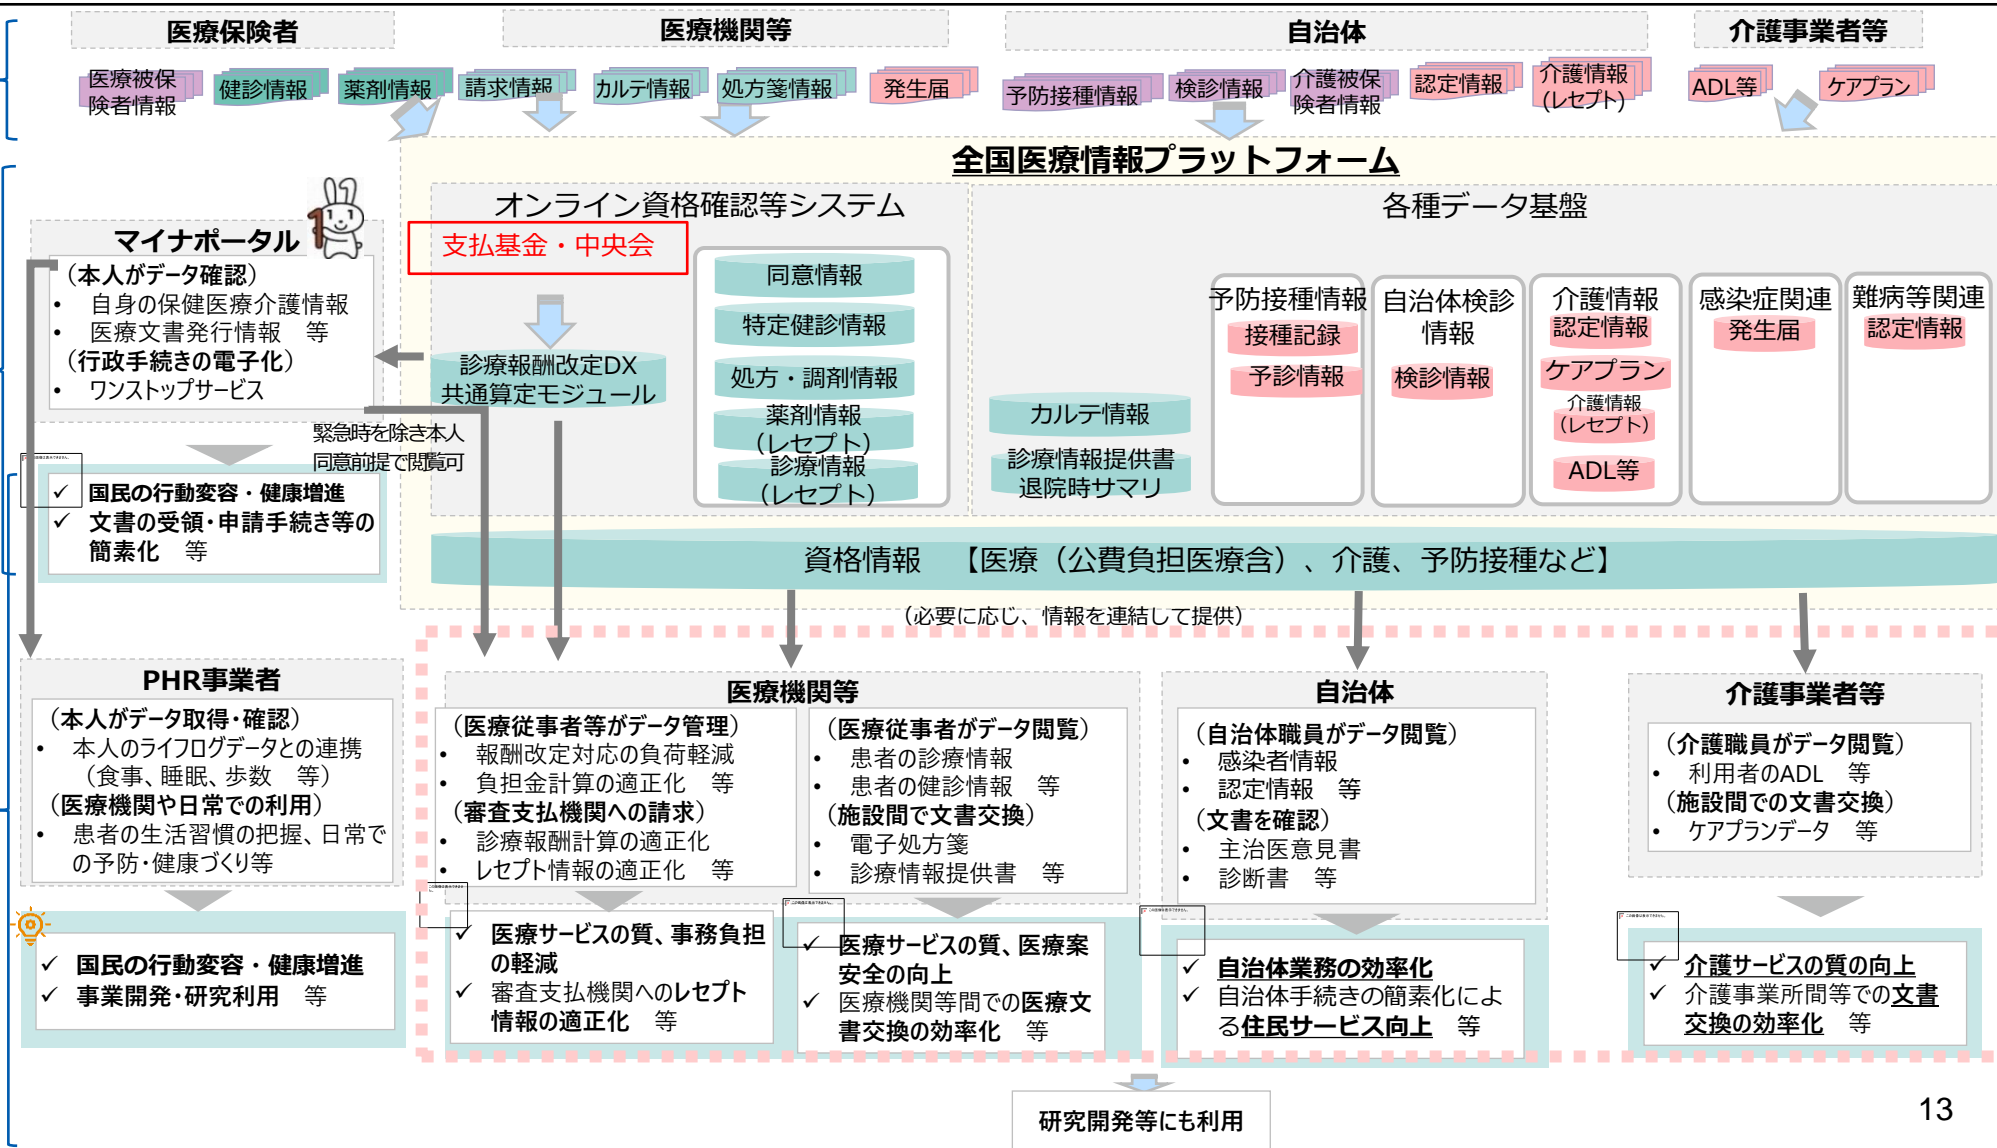 医療保険者
医療機関等
自治体
介護事業者等
医療被保
険者情報
健診情報
薬剤情報
請求情報
カルテ情報
処方箋情報
発生届
予防接種情報
検診情報
介護被保
険者情報
認定情報
介護情報
(レセプト)
ADL等
ケアプラン
全国医療情報プラットフォーム
オンライン資格確認等システム
各種データ基盤
支払基金・中央会
診療報酬改定DX
共通算定モジュール
同意情報
特定健診情報
処方・調剤情報
薬剤情報
(レセプト)
診療情報
(レセプト)
カルテ情報
診療情報提供書
退院時サマリ
予防接種情報
接種記録
予診情報
自治体検診
情報
検診情報
介護情報
認定情報
ケアプラン
介護情報
(レセプト)
ADL等
感染症関連
発生届
難病等関連
認定情報
資格情報　【医療（公費負担医療含）、介護、予防接種など】
（必要に応じ、情報を連結して提供）
マイナポータル
（本人がデータ確認）
• 自身の保健医療介護情報
• 医療文書発行情報　等
（行政手続きの電子化）
• ワンストップサービス
緊急時を除き本人
同意前提で閲覧可
✓ 国民の行動変容・健康増進
✓ 文書の受領・申請手続き等の
簡素化　等
PHR事業者
（本人がデータ取得・確認）
• 本人のライフログデータとの連携
（食事、睡眠、歩数　等）
（医療機関や日常での利用）
• 患者の生活習慣の把握、日常で
の予防・健康づくり等
✓ 国民の行動変容・健康増進
✓ 事業開発・研究利用　等
医療機関等
（医療従事者等がデータ管理）
• 報酬改定対応の負荷軽減
• 負担金計算の適正化　等
（審査支払機関への請求）
• 診療報酬計算の適正化
• レセプト情報の適正化　等
（医療従事者がデータ閲覧）
• 患者の診療情報
• 患者の健診情報　等
（施設間で文書交換）
• 電子処方箋
• 診療情報提供書　等
✓ 医療サービスの質、事務負担
の軽減
✓ 審査支払機関へのレセプト
情報の適正化　等
✓ 医療サービスの質、医療案
安全の向上
✓ 医療機関等間での医療文
書交換の効率化　等
自治体
（自治体職員がデータ閲覧）
• 感染者情報
• 認定情報　等
（文書を確認）
• 主治医意見書
• 診断書　等
✓ 自治体業務の効率化
✓ 自治体手続きの簡素化によ
る住民サービス向上　等
介護事業者等
（介護職員がデータ閲覧）
• 利用者のADL　等
（施設間での文書交換）
• ケアプランデータ　等
✓ 介護サービスの質の向上
✓ 介護事業所間等での文書
交換の効率化　等
研究開発等にも利用
13